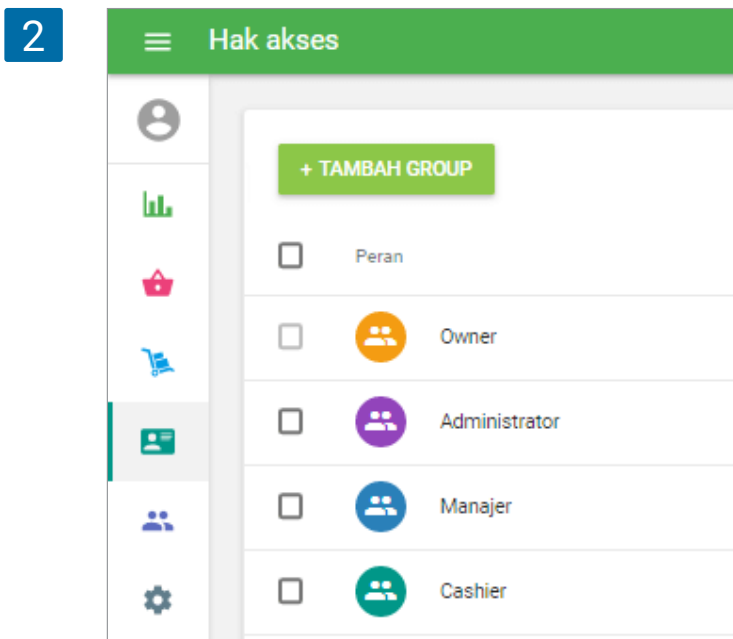 2
Hak akses
+ TAMBAH GROUP
Peran
Owner
Administrator
Manajer
Cashier